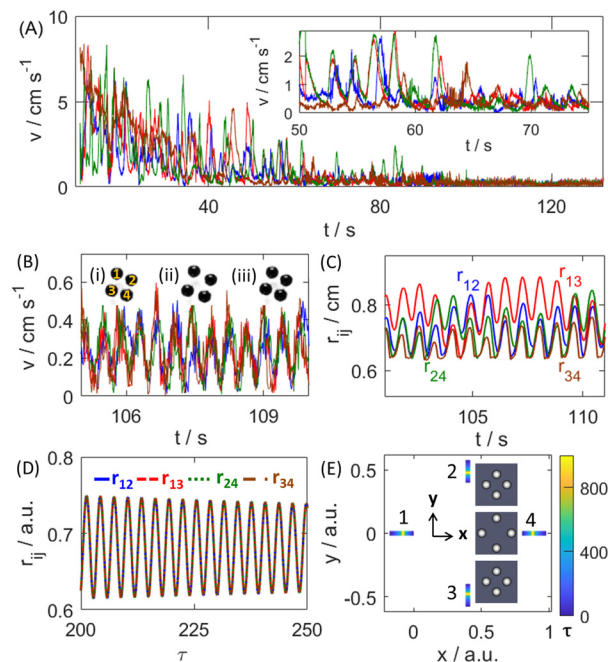 (A)
10
5
0
v / cm s⁻¹
40
80
120
t / s
2
1
0
v / cm s⁻¹
50
60
70
t / s
(B)
(i)
(ii)
(iii)
1
2
3
4
0.6
0.4
0.2
0
v / cm s⁻¹
106
109
t / s
(C)
r₁₂
r₁₃
r₂₄
r₃₄
0.8
0.6
r_ij / cm
105
110
t / s
(D)
r₁₂ r₁₃ r₂₄ r₃₄
0.8
0.7
0.6
r_ij / a.u.
200
225
250
τ
(E)
0.5
0
-0.5
y / a.u.
1
2
3
4
y
x
0
0.5
1
x / a.u.
800
400
0
τ